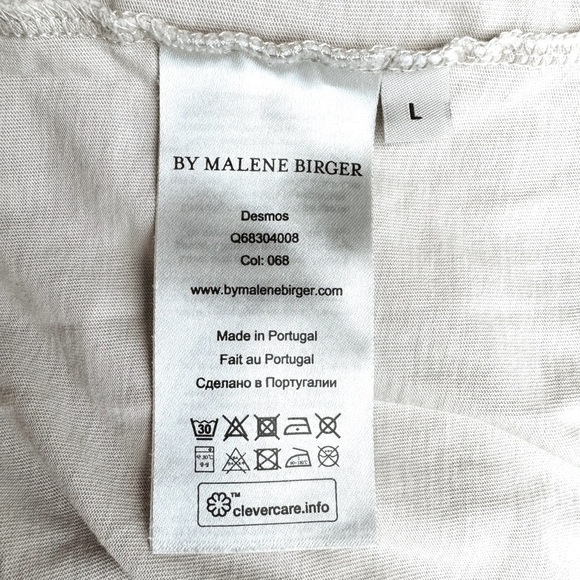 L
BY MALENE BIRGER
Desmos
Q68304008
Col: 068
www.bymalenebirger.com
Made in Portugal
Fait au Portugal
Сделано в Португалии
30
™
clevercare.info